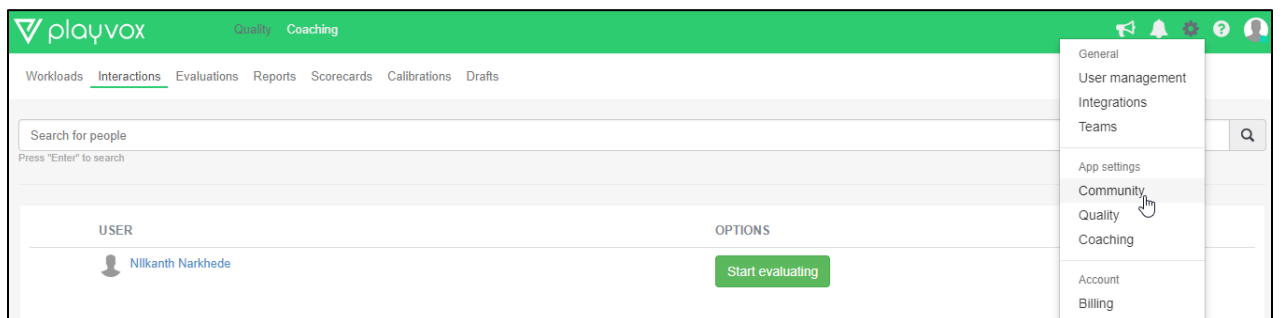 playvox Quality Coaching
Workloads Interactions Evaluations Reports Scorecards Calibrations Drafts
Search for people
Press "Enter" to search
USER OPTIONS
NIlkanth Narkhede Start evaluating
General
User management
Integrations
Teams
App settings
Community
Quality
Coaching
Account
Billing